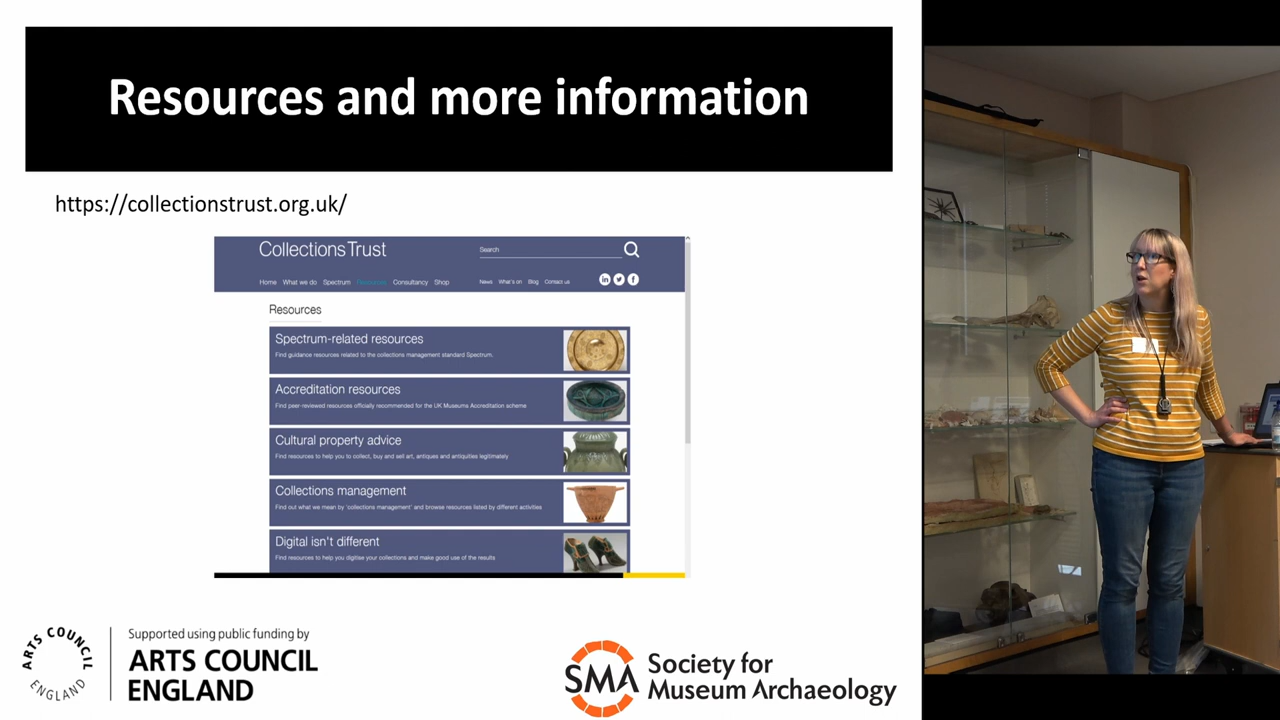 Resources and more information
https://collectionstrust.org.uk/
Collections Trust
Search
Home What we do Spectrum Resources Consultancy Shop
News What's on Blog Contact us
Resources
Spectrum-related resources
Find guidance resources related to the collections management standard Spectrum.
Accreditation resources
Find peer-reviewed resources officially recommended for the UK Museums Accreditation scheme
Cultural property advice
Find resources to help you to collect, buy and sell art, antiques and antiquities legitimately
Collections management
Find out what we mean by 'collections management' and browse resources listed by different activities
Digital isn't different
Find resources to help you digitise your collections and make good use of the results
ARTS COUNCIL
ENGLAND
Supported using public funding by
ARTS COUNCIL
ENGLAND
SMA
Society for
Museum Archaeology